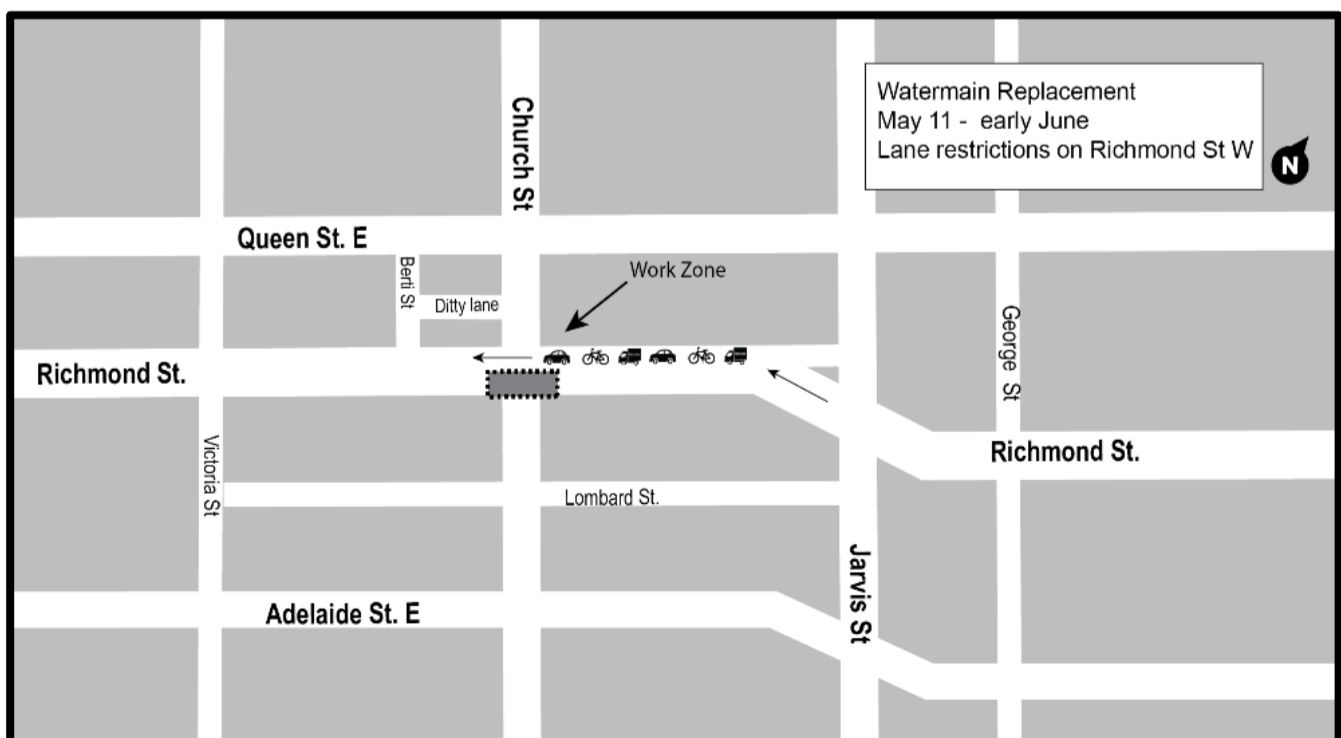 Watermain Replacement
May 11 - early June
Lane restrictions on Richmond St W
N
Church St
Queen St. E
Berti St
Ditty lane
Work Zone
George St
Richmond St.
Richmond St.
Victoria St
Lombard St.
Jarvis St
Adelaide St. E